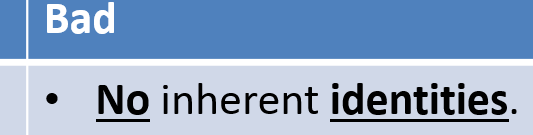 Bad
• No inherent identities.